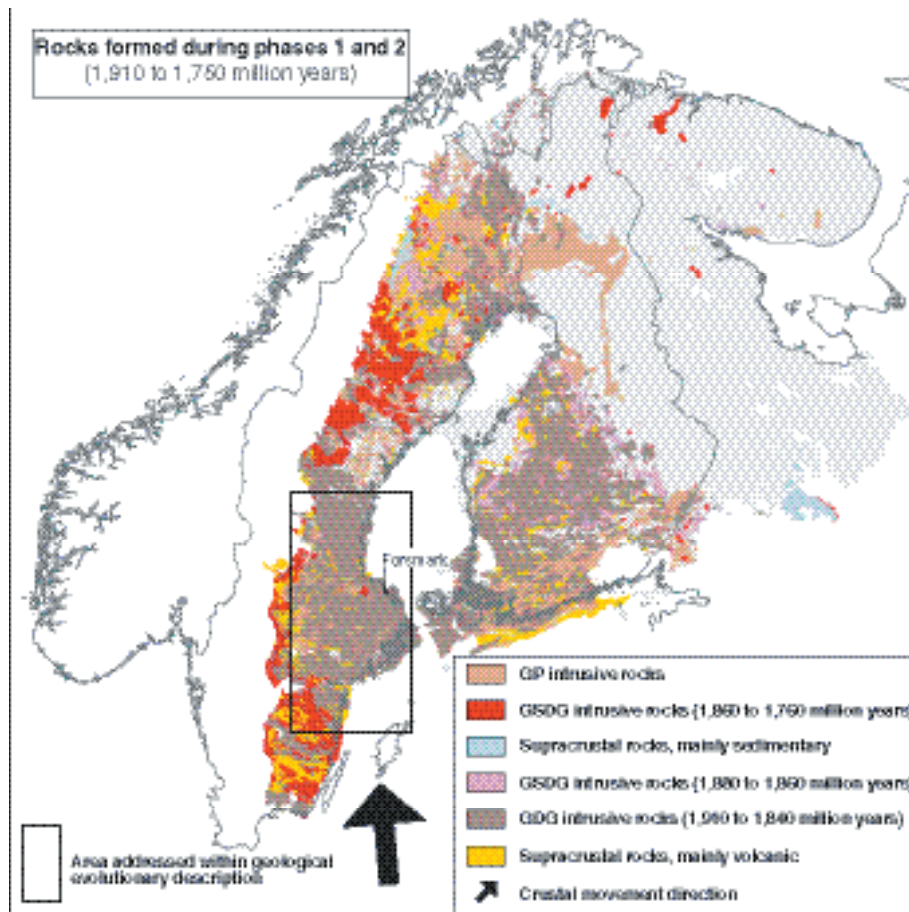 Rocks formed during phases 1 and 2
(1,910 to 1,750 million years)
Forsmark
GP intrusive rocks
GSDG intrusive rocks (1,860 to 1,760 million years)
Supracrustal rocks, mainly sedimentary
GSDG intrusive rocks (1,880 to 1,860 million years)
GDG intrusive rocks (1,910 to 1,840 million years)
Supracrustal rocks, mainly volcanic
Crustal movement direction
Area addressed within geological
evolutionary description